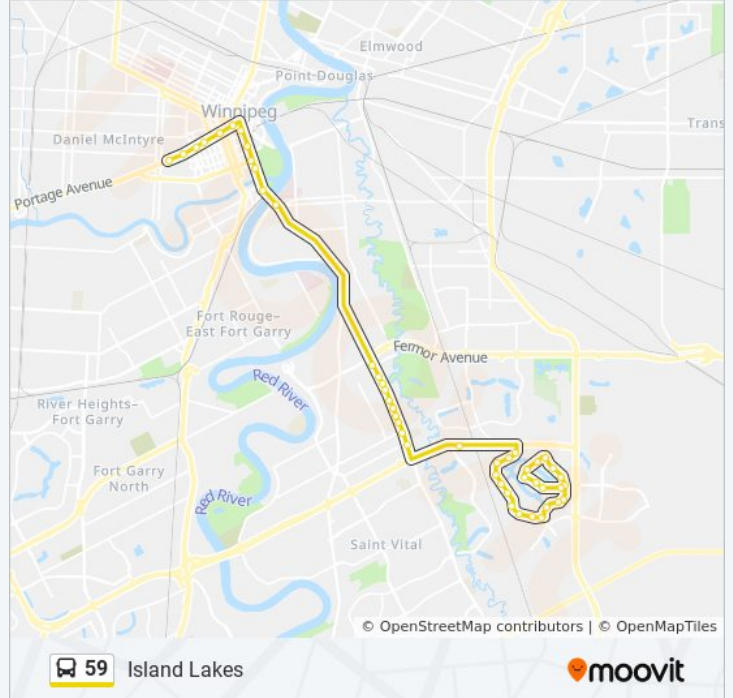 Elmwood
Point-Douglas
Winnipeg
Trans
Daniel McIntyre
Portage Avenue
Fort Rouge–
East Fort Garry
Fermor Avenue
Red River
River Heights–
Fort Garry
Fort Garry
North
Red River
Saint Vital
© OpenStreetMap contributors | © OpenMapTiles
59 Island Lakes
moovit